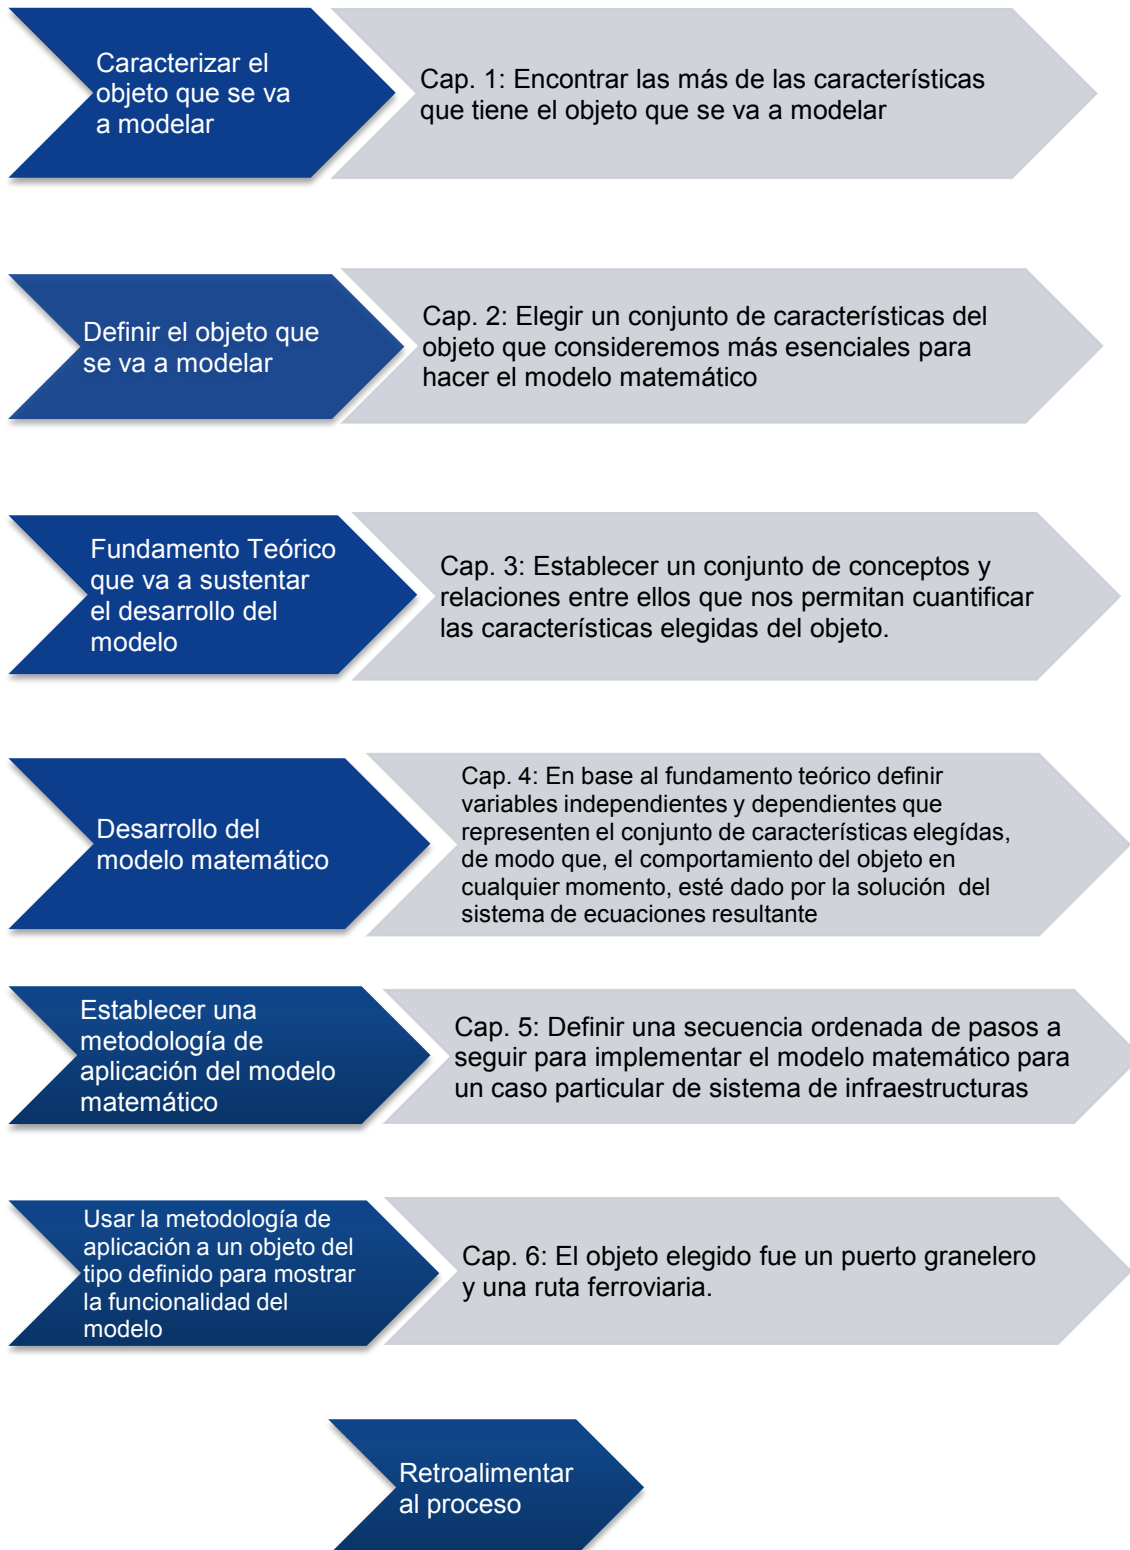 Caracterizar el
objeto que se va
a modelar
Cap. 1: Encontrar las más de las características
que tiene el objeto que se va a modelar
Definir el objeto que
se va a modelar
Cap. 2: Elegir un conjunto de características del
objeto que consideremos más esenciales para
hacer el modelo matemático
Fundamento Teórico
que va a sustentar
el desarrollo del
modelo
Cap. 3: Establecer un conjunto de conceptos y
relaciones entre ellos que nos permitan cuantificar
las características elegidas del objeto.
Desarrollo del
modelo matemático
Cap. 4: En base al fundamento teórico definir
variables independientes y dependientes que
representen el conjunto de características elegídas,
de modo que, el comportamiento del objeto en
cualquier momento, esté dado por la solución del
sistema de ecuaciones resultante
Establecer una
metodología de
aplicación del modelo
matemático
Cap. 5: Definir una secuencia ordenada de pasos a
seguir para implementar el modelo matemático para
un caso particular de sistema de infraestructuras
Usar la metodología de
aplicación a un objeto del
tipo definido para mostrar
la funcionalidad del
modelo
Cap. 6: El objeto elegido fue un puerto granelero
y una ruta ferroviaria.
Retroalimentar
al proceso